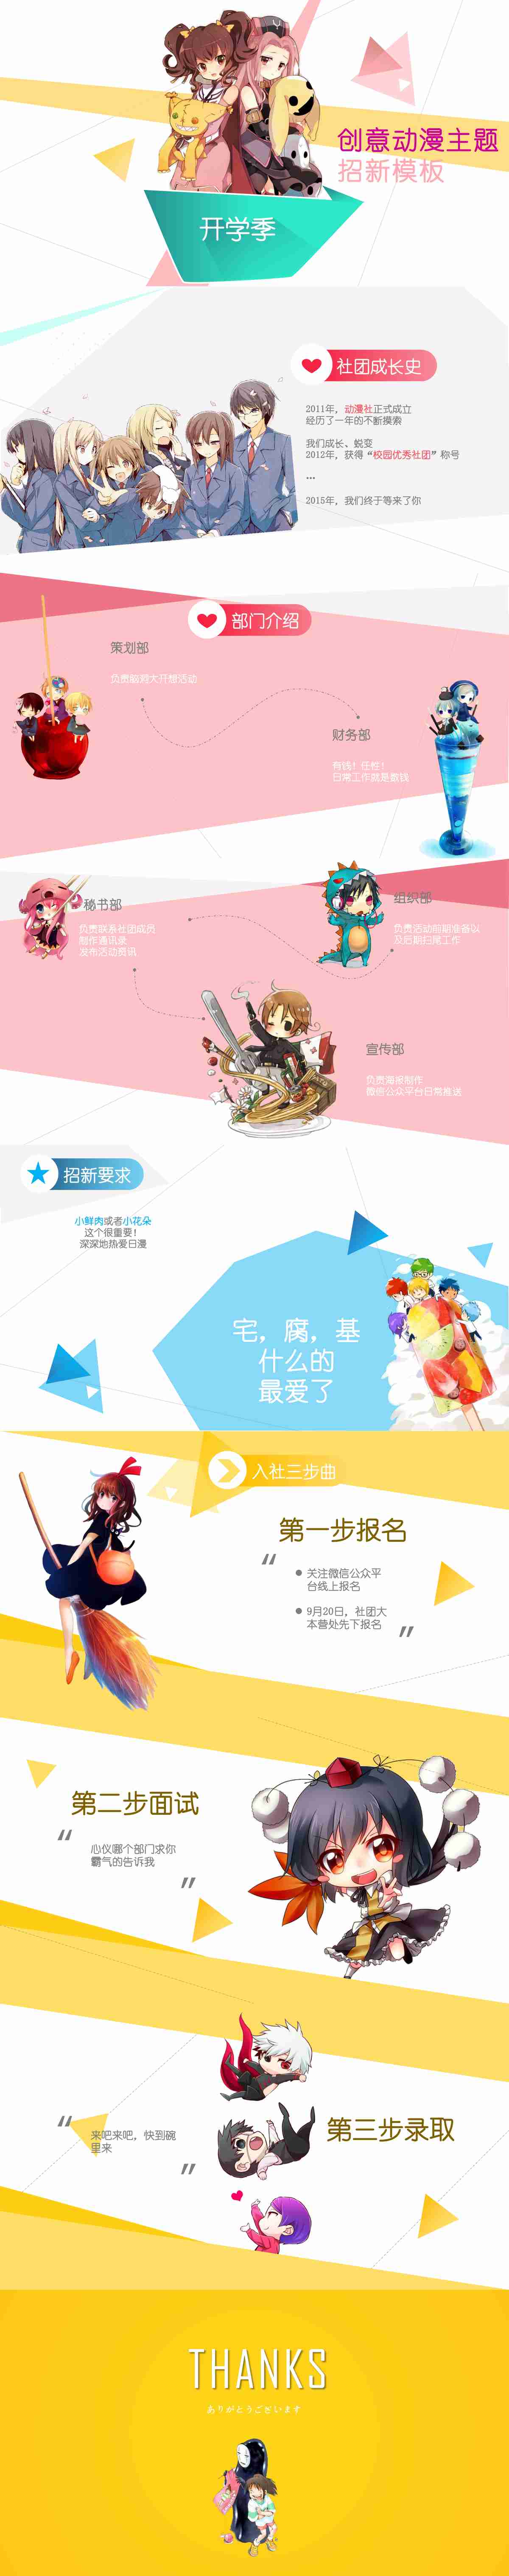 创意动漫主题
招新模板
开学季
社团成长史
2011年，动漫社正式成立
经历了一年的不断摸索
我们成长、蜕变
2012年，获得“校园优秀社团”称号
…
2015年，我们终于等来了你
部门介绍
策划部
负责脑洞大开想活动
财务部
有钱！任性！
日常工作就是数钱
秘书部
负责联系社团成员
制作通讯录
发布活动资讯
组织部
负责活动前期准备以
及后期扫尾工作
宣传部
负责海报制作
微信公众平台日常推送
招新要求
小鲜肉或者小花朵
这个很重要！
深深地热爱日漫
宅，腐，基
什么的
最爱了
入社三步曲
第一步报名
“
● 关注微信公众平
台线上报名
● 9月20日，社团大
本营处先下报名
”
第二步面试
“
心仪哪个部门求你
霸气的告诉我
”
第三步录取
“
来吧来吧，快到碗
里来
”
THANKS
ありがとうございます